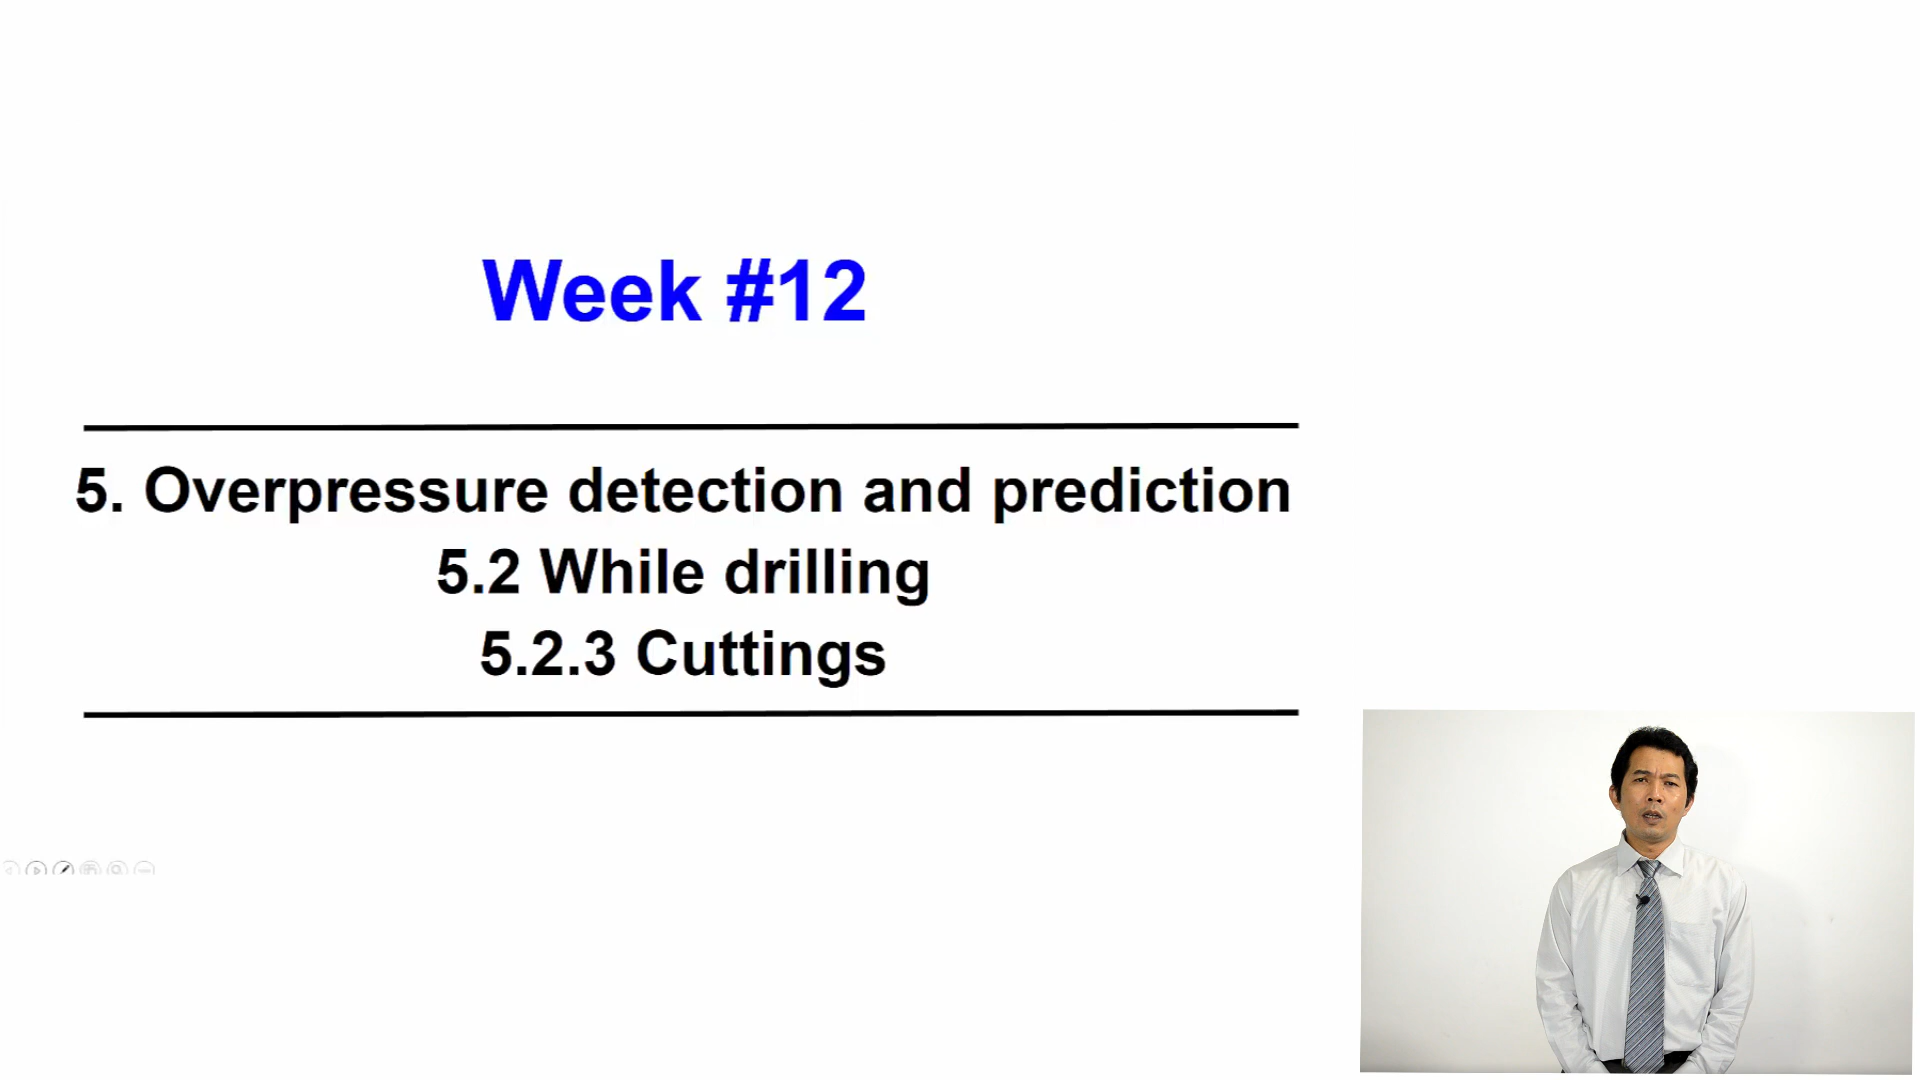 Week #12
5. Overpressure detection and prediction
5.2 While drilling
5.2.3 Cuttings